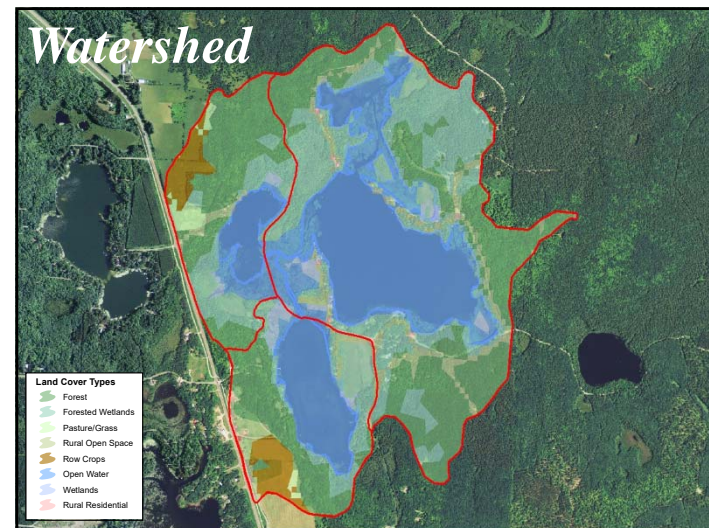 Watershed
Land Cover Types
Forest
Forested Wetlands
Pasture/Grass
Rural Open Space
Row Crops
Open Water
Wetlands
Rural Residential